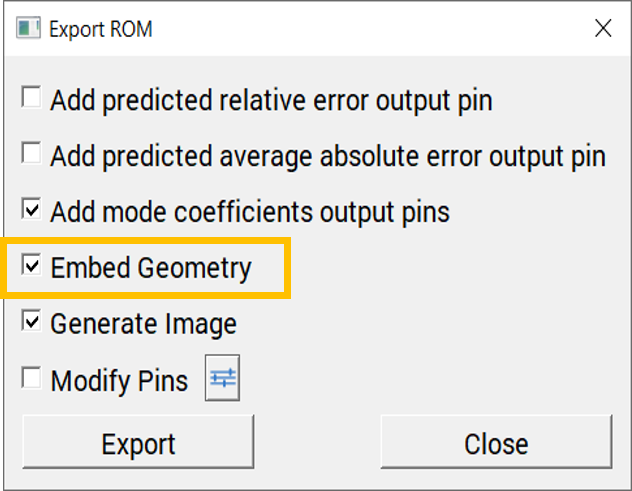 Export ROM
Add predicted relative error output pin
Add predicted average absolute error output pin
Add mode coefficients output pins
Embed Geometry
Generate Image
Modify Pins
Export
Close